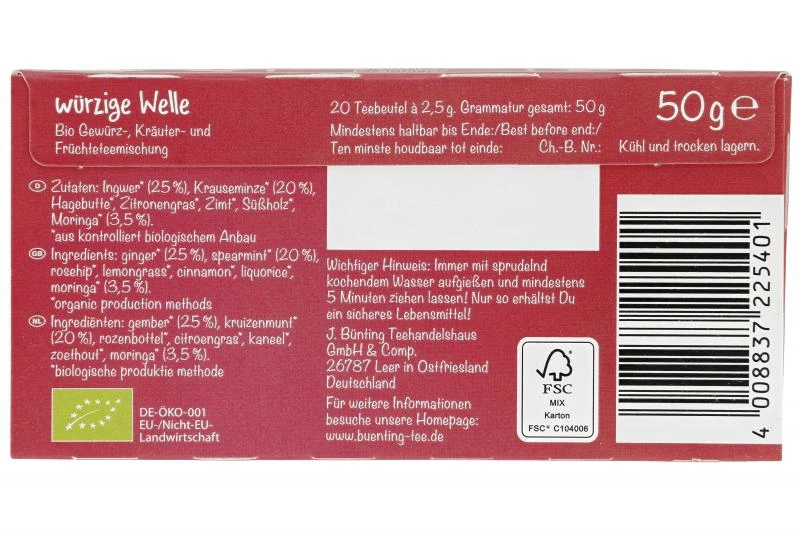 würzige Welle
Bio Gewürz-, Kräuter- und
Früchteteemischung
20 Teebeutel à 2,5 g. Grammatur gesamt: 50 g
Mindestens haltbar bis Ende:/Best before end:/
Ten minste houdbaar tot einde: Ch.-B. Nr.:
50g℮
Kühl und trocken lagern.
D Zutaten: Ingwer* (25 %), Krauseminze* (20 %),
Hagebutte*, Zitronengras*, Zimt*, Süßholz*,
Moringa* (3,5 %).
*aus kontrolliert biologischem Anbau
GB Ingredients: ginger* (25 %), spearmint* (20 %),
rosehip*, lemongrass*, cinnamon*, liquorice*,
moringa* (3,5 %).
*organic production methods
NL Ingrediënten: gember* (25 %), kruizenmunt*
(20 %), rozenbottel*, citroengras*, kaneel*,
zoethout*, moringa* (3,5 %).
*biologische produktie methode
DE-ÖKO-001
EU-/Nicht-EU-
Landwirtschaft
Wichtiger Hinweis: Immer mit sprudelnd
kochendem Wasser aufgießen und mindestens
5 Minuten ziehen lassen! Nur so erhältst Du
ein sicheres Lebensmittel!
J. Bünting Teehandelshaus
GmbH & Comp.
26787 Leer in Ostfriesland
Deutschland
Für weitere Informationen
besuche unsere Homepage:
www.buenting-tee.de
FSC
MIX
Karton
FSC® C104006
4 008837 225401